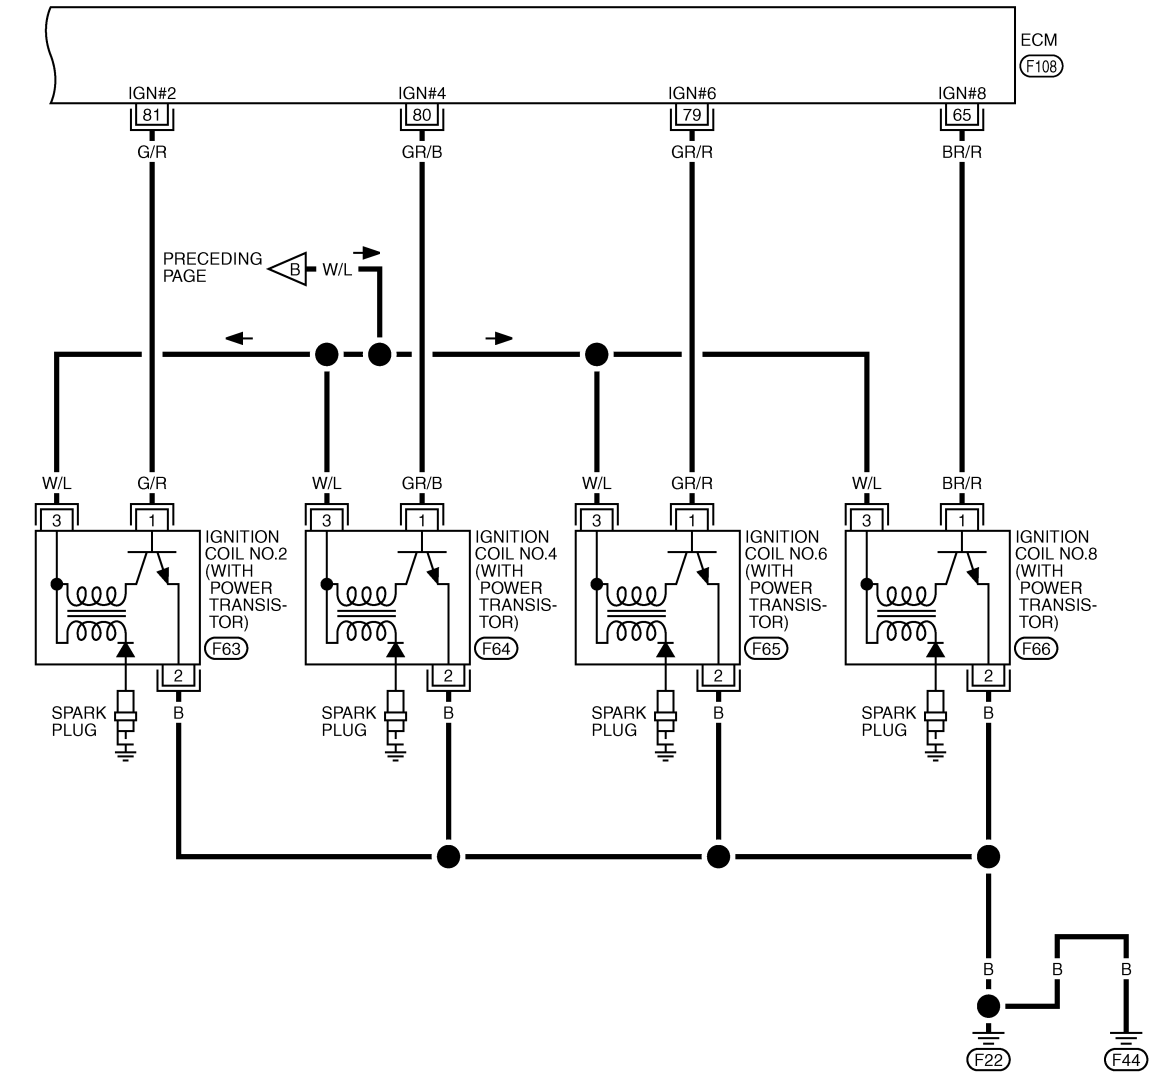 ECM
F108
IGN#2 IGN#4 IGN#6 IGN#8
81 80 79 65
G/R GR/B GR/R BR/R
PRECEDING
PAGE
B W/L
W/L G/R W/L GR/B W/L GR/R W/L BR/R
3 1 3 1 3 1 3 1
IGNITION
COIL NO.2
(WITH
POWER
TRANSIS-
TOR)
F63
IGNITION
COIL NO.4
(WITH
POWER
TRANSIS-
TOR)
F64
IGNITION
COIL NO.6
(WITH
POWER
TRANSIS-
TOR)
F65
IGNITION
COIL NO.8
(WITH
POWER
TRANSIS-
TOR)
F66
2 2 2 2
SPARK
PLUG
B
SPARK
PLUG
B
SPARK
PLUG
B
SPARK
PLUG
B
B B B
F22 F44